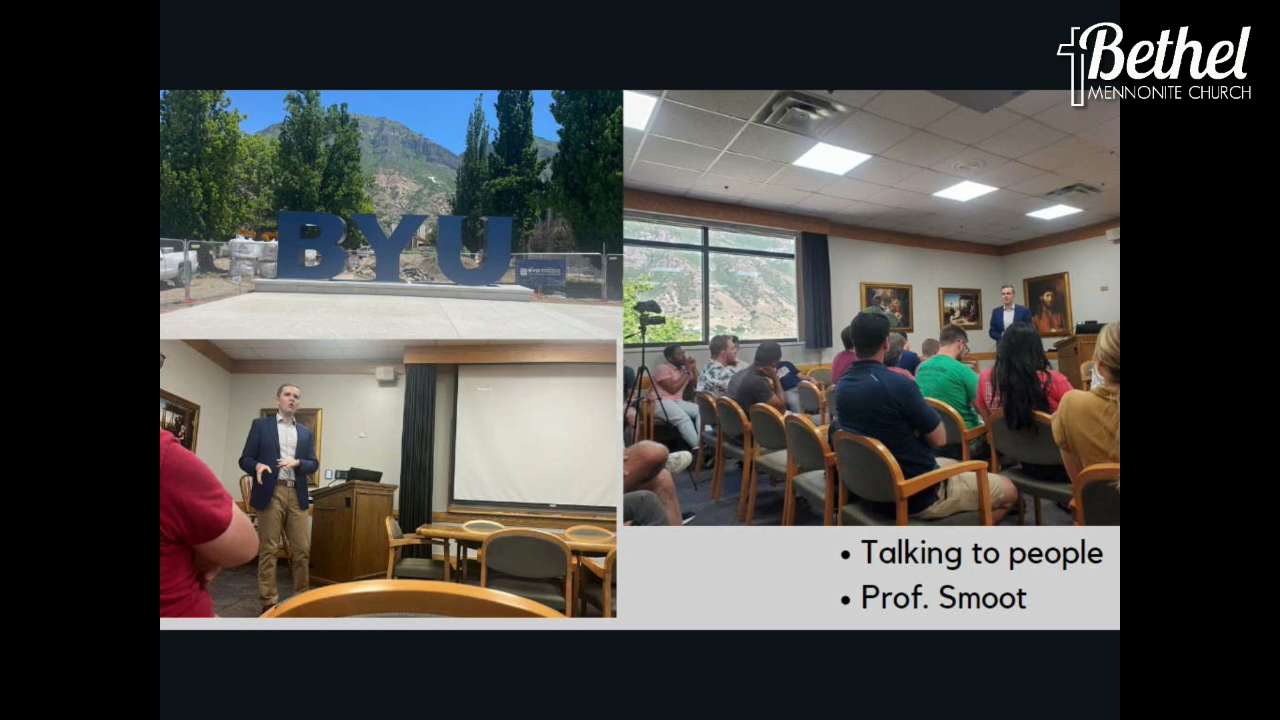 Bethel
MENNONITE CHURCH
BYU
• Talking to people
• Prof. Smoot